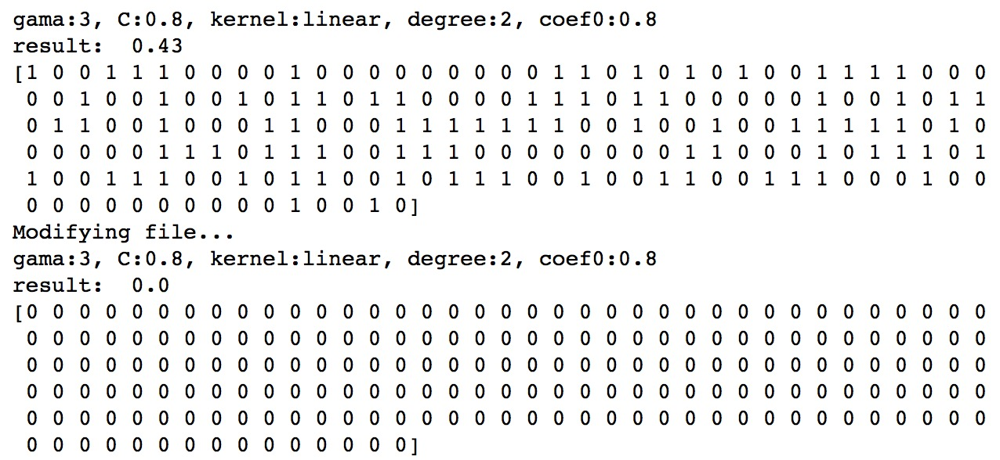 gama:3, C:0.8, kernel:linear, degree:2, coef0:0.8
result:  0.43
[1 0 0 1 1 1 0 0 0 0 1 0 0 0 0 0 0 0 0 0 1 1 0 1 0 1 0 1 0 0 1 1 1 1 0 0 0
0 0 1 0 0 1 0 0 1 0 1 1 0 1 1 0 0 0 0 1 1 1 0 1 1 0 0 0 0 0 1 0 0 1 0 1 1
0 1 1 0 0 1 0 0 0 1 1 0 0 0 1 1 1 1 1 1 1 0 0 1 0 0 1 0 0 1 1 1 1 1 0 1 0
0 0 0 0 0 1 1 1 0 1 1 1 0 0 1 1 1 0 0 0 0 0 0 0 0 1 1 0 0 0 1 0 1 1 1 0 1
1 0 0 1 1 1 0 0 1 0 1 1 0 0 1 0 1 1 1 0 0 1 0 0 1 1 0 0 1 1 1 0 0 0 1 0 0
0 0 0 0 0 0 0 0 0 0 1 0 0 1 0]
Modifying file...
gama:3, C:0.8, kernel:linear, degree:2, coef0:0.8
result:  0.0
[0 0 0 0 0 0 0 0 0 0 0 0 0 0 0 0 0 0 0 0 0 0 0 0 0 0 0 0 0 0 0 0 0 0 0 0 0
0 0 0 0 0 0 0 0 0 0 0 0 0 0 0 0 0 0 0 0 0 0 0 0 0 0 0 0 0 0 0 0 0 0 0 0 0
0 0 0 0 0 0 0 0 0 0 0 0 0 0 0 0 0 0 0 0 0 0 0 0 0 0 0 0 0 0 0 0 0 0 0 0 0
0 0 0 0 0 0 0 0 0 0 0 0 0 0 0 0 0 0 0 0 0 0 0 0 0 0 0 0 0 0 0 0 0 0 0 0 0
0 0 0 0 0 0 0 0 0 0 0 0 0 0 0 0 0 0 0 0 0 0 0 0 0 0 0 0 0 0 0 0 0 0 0 0 0
0 0 0 0 0 0 0 0 0 0 0 0 0 0 0]